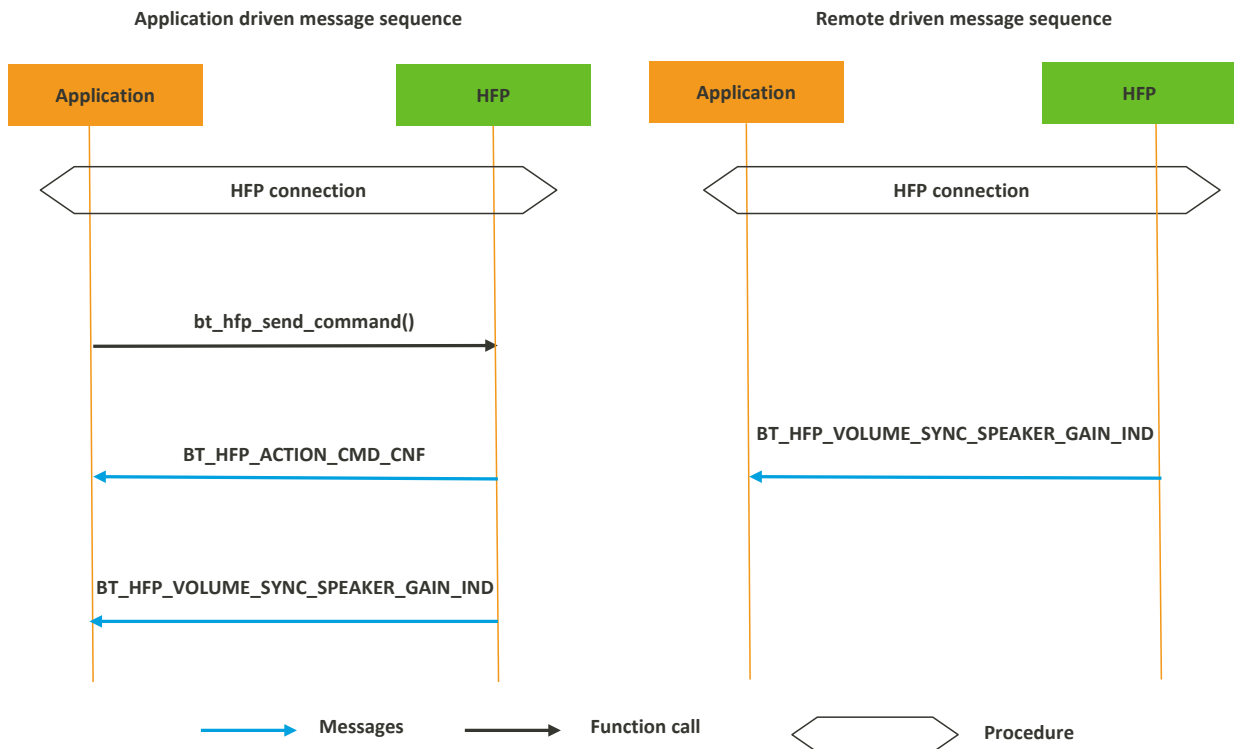 Application driven message sequence
Remote driven message sequence
Application
HFP
Application
HFP
HFP connection
HFP connection
bt_hfp_send_command()
BT_HFP_ACTION_CMD_CNF
BT_HFP_VOLUME_SYNC_SPEAKER_GAIN_IND
BT_HFP_VOLUME_SYNC_SPEAKER_GAIN_IND
Messages
Function call
Procedure